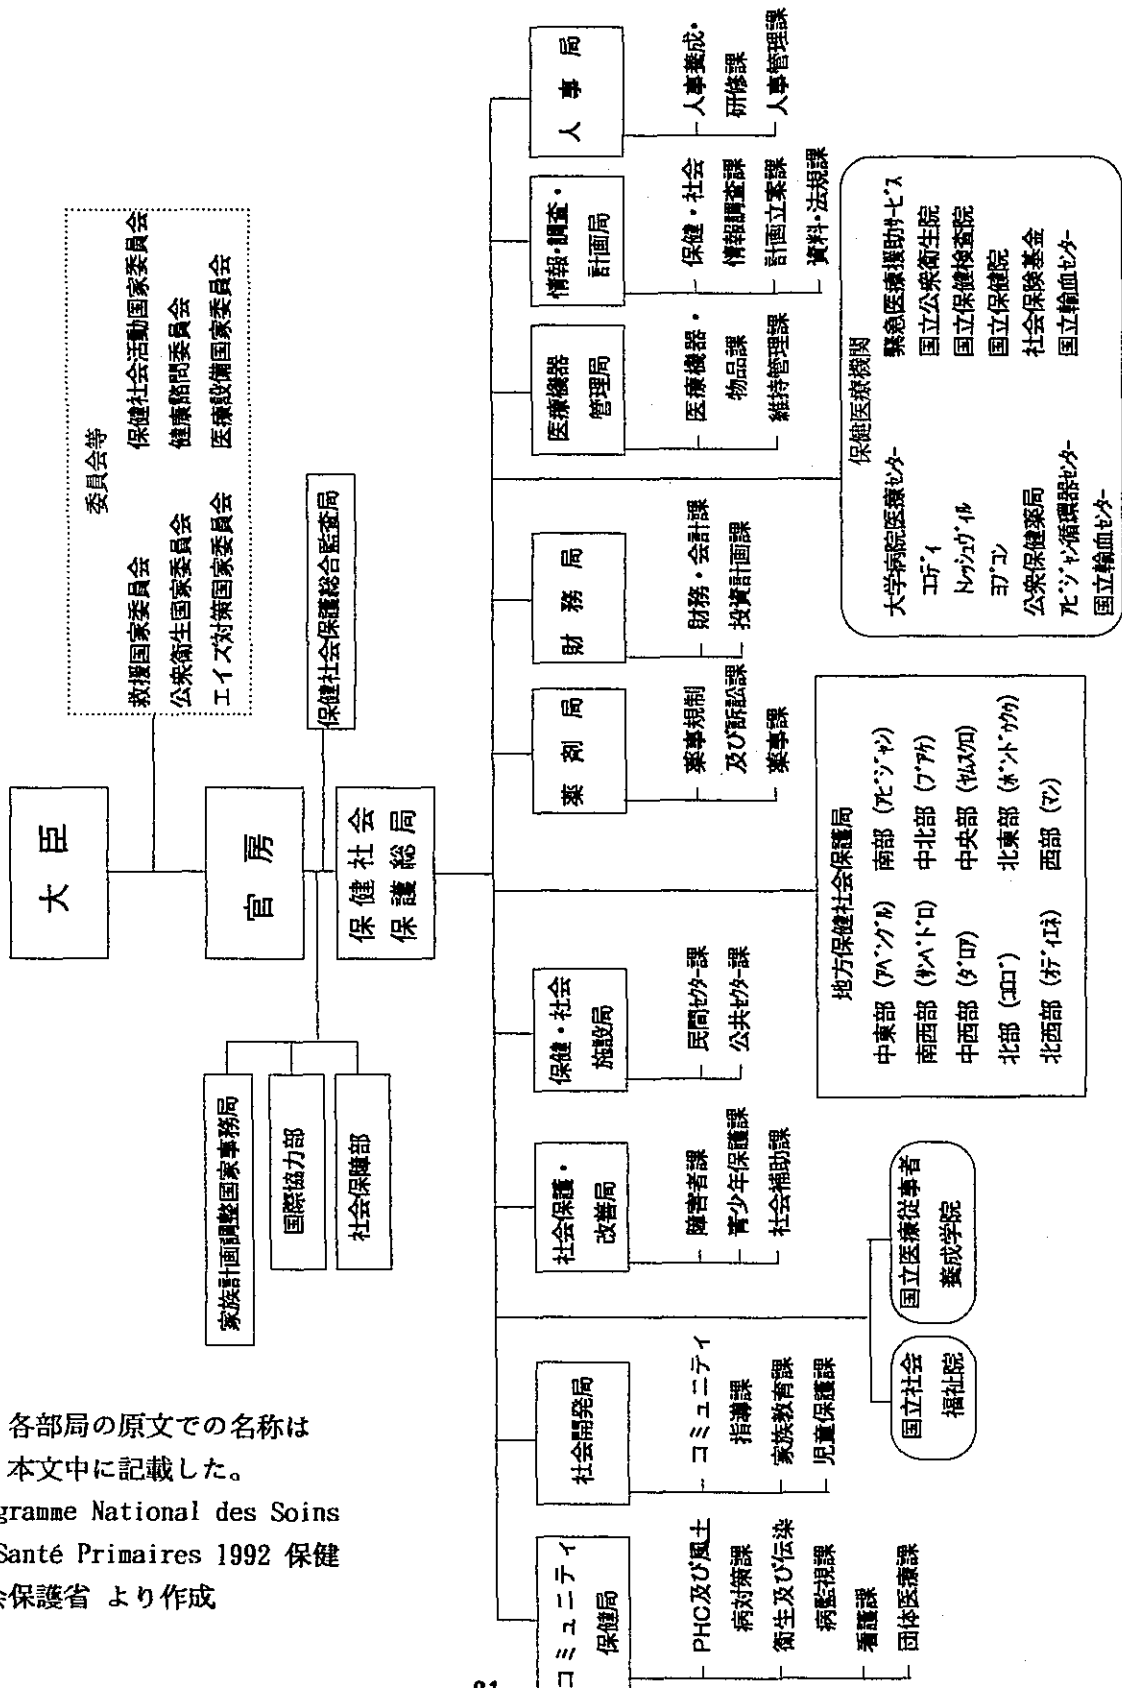 大臣
官房
保健社会
保護総局
委員会等
救援国家委員会　保健社会活動国家委員会
公衆衛生国家委員会　健康諮問委員会
エイズ対策国家委員会　医療設備国家委員会
保健社会保護総合監査局
家族計画調整国家事務局
国際協力部
社会保障部
コミュニティ
保健局
PHC及び風土
病対策課
衛生及び伝染
病監視課
看護課
団体医療課
社会開発局
コミュニティ
指導課
家族教育課
児童保護課
社会保護・
改善局
障害者課
青少年保護課
社会補助課
保健・社会
施設局
民間セクター課
公共セクター課
薬剤局
薬事規制
及び訴訟課
薬事課
財務局
財務・会計課
投資計画課
医療機器
管理局
医療機器・
物品課
維持管理課
情報・調査・
計画局
保健・社会
情報調査課
計画立案課
資料・法規課
人事局
人事養成・
研修課
人事管理課
国立社会
福祉院
国立医療従事者
養成学院
地方保健社会保護局
中東部 (アベングル)　南部 (アビジャン)
南西部 (サンペドロ)　中北部 (ブアケ)
中西部 (ダロア)　中央部 (ヤムスクロ)
北部 (コロゴ)　北東部 (ボンドゥクゥ)
北西部 (オディエネ)　西部 (マン)
保健医療機関
大学病院医療センター　緊急医療援助サービス
ココディ　国立公衆衛生院
トレッシュヴィル　国立保健検査院
ヨプコン　国立保健院
公衆保健薬局　社会保険基金
アビジャン循環器センター　国立輸血センター
国立輸血センター
各部局の原文での名称は
本文中に記載した。
gramme National des Soins
Santé Primaires 1992 保健
会保護省 より作成